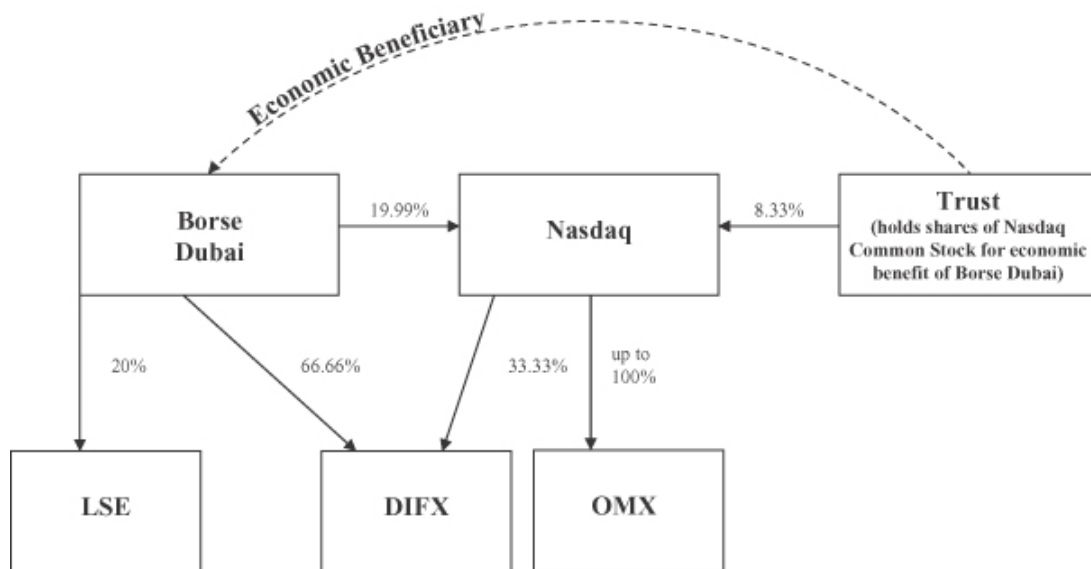 Economic Beneficiary
Borse
Dubai
19.99%
Nasdaq
8.33%
Trust
(holds shares of Nasdaq
Common Stock for economic
benefit of Borse Dubai)
20%
66.66%
33.33%
up to
100%
LSE
DIFX
OMX